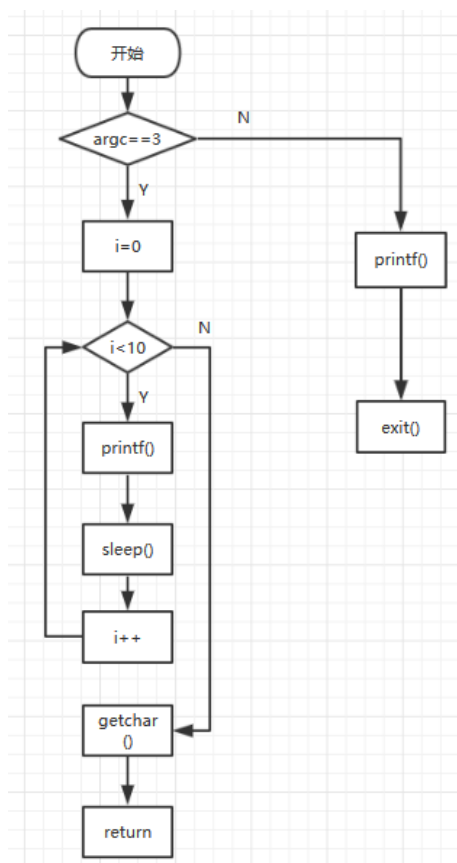 开始
argc==3
N
Y
i=0
printf()
i<10
N
Y
printf()
exit()
sleep()
i++
getchar
()
return